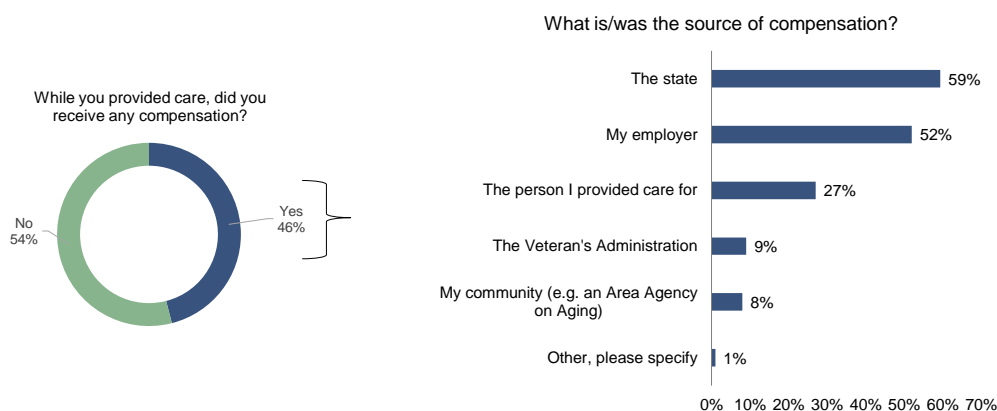 What is/was the source of compensation?
While you provided care, did you
receive any compensation?
No
54%
Yes
46%
The state
59%
My employer
52%
The person I provided care for
27%
The Veteran's Administration
9%
My community (e.g. an Area Agency
on Aging)
8%
Other, please specify
1%
0% 10% 20% 30% 40% 50% 60% 70%